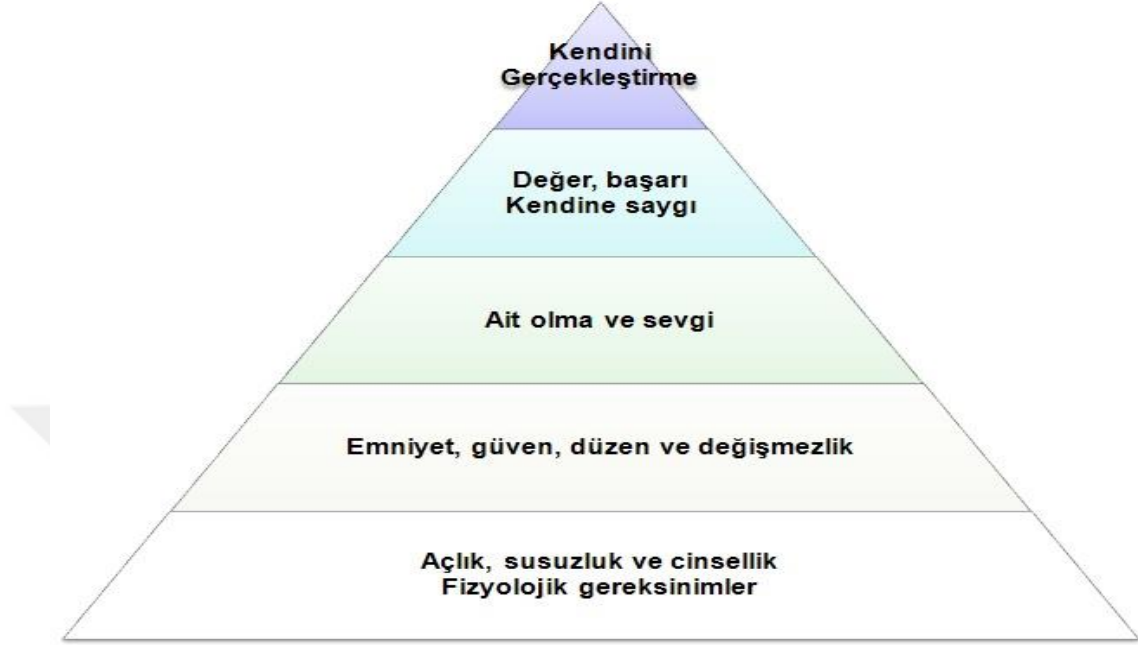 Kendini
Gerçekleştirme
Değer, başarı
Kendine saygı
Ait olma ve sevgi
Emniyet, güven, düzen ve değişmezlik
Açlık, susuzluk ve cinsellik
Fizyolojik gereksinimler